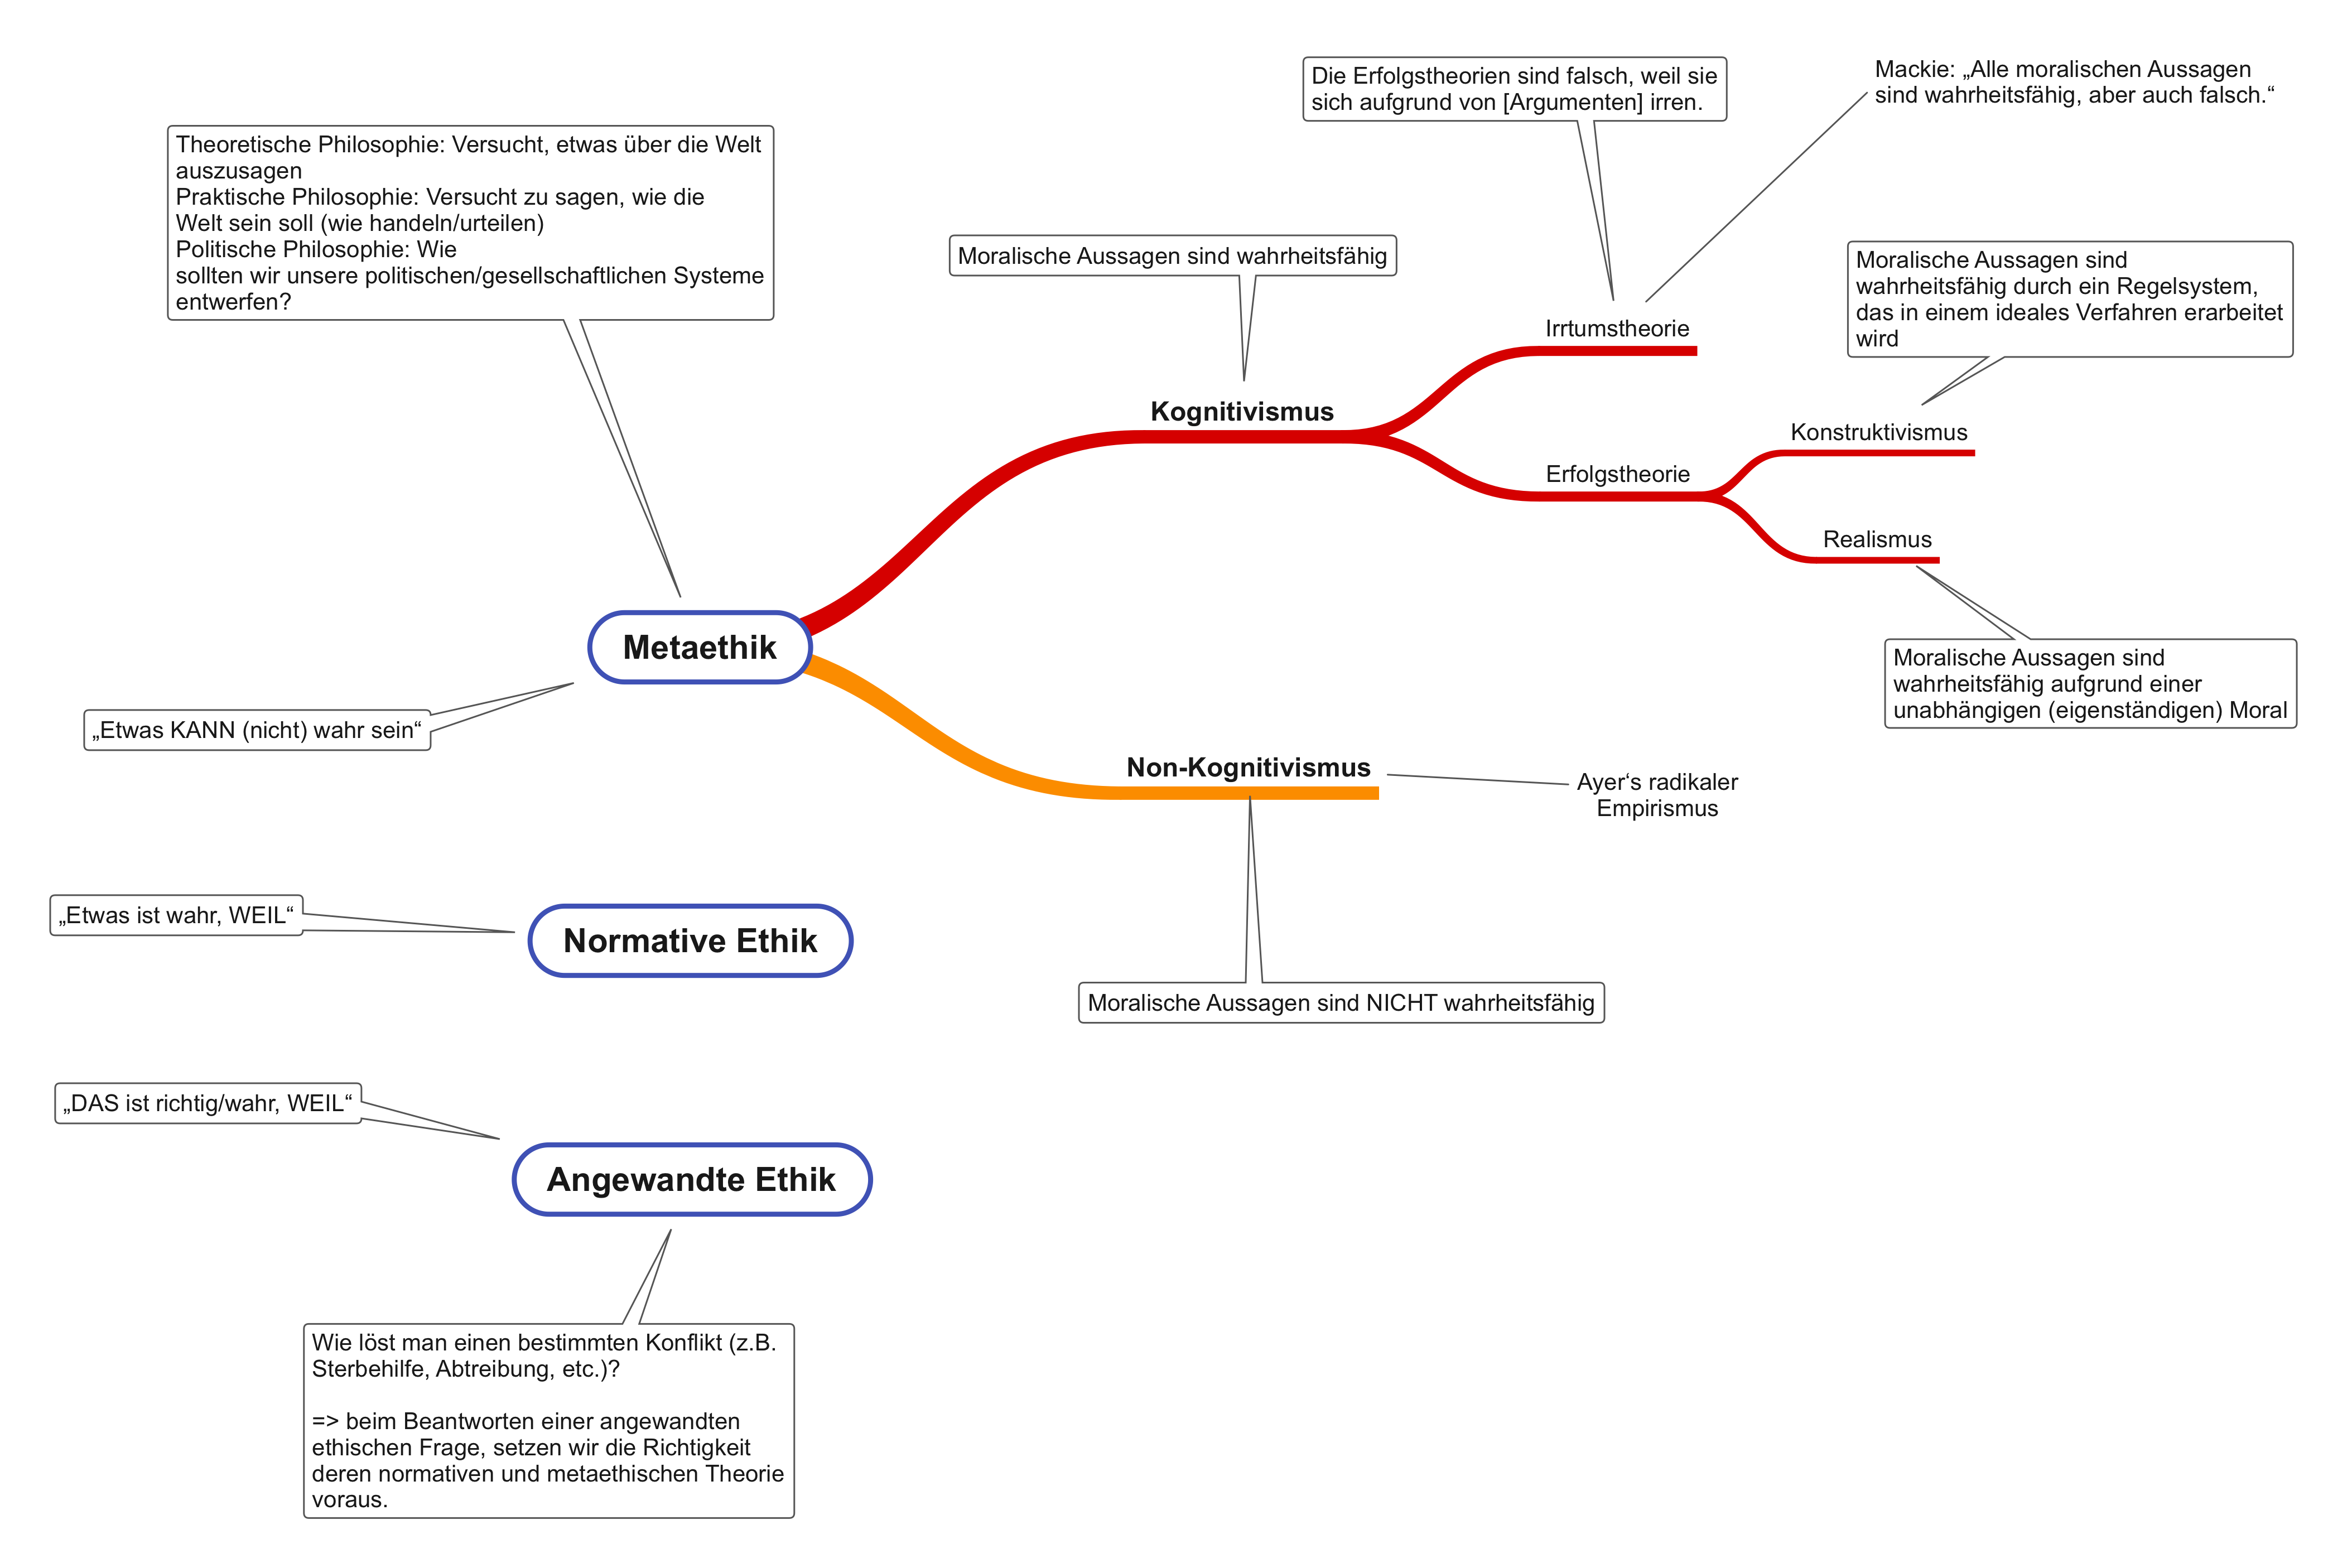 Die Erfolgstheorien sind falsch, weil sie
sich aufgrund von [Argumenten] irren.
Mackie: „Alle moralischen Aussagen
sind wahrheitsfähig, aber auch falsch.“
Theoretische Philosophie: Versucht, etwas über die Welt
auszusagen
Praktische Philosophie: Versucht zu sagen, wie die
Welt sein soll (wie handeln/urteilen)
Politische Philosophie: Wie
sollten wir unsere politischen/gesellschaftlichen Systeme
entwerfen?
Moralische Aussagen sind wahrheitsfähig
Moralische Aussagen sind
wahrheitsfähig durch ein Regelsystem,
das in einem ideales Verfahren erarbeitet
wird
Irrtumstheorie
Kognitivismus
Konstruktivismus
Erfolgstheorie
Realismus
Metaethik
Moralische Aussagen sind
wahrheitsfähig aufgrund einer
unabhängigen (eigenständigen) Moral
„Etwas KANN (nicht) wahr sein“
Non-Kognitivismus
Ayer‘s radikaler
Empirismus
„Etwas ist wahr, WEIL“
Normative Ethik
Moralische Aussagen sind NICHT wahrheitsfähig
„DAS ist richtig/wahr, WEIL“
Angewandte Ethik
Wie löst man einen bestimmten Konflikt (z.B.
Sterbehilfe, Abtreibung, etc.)?
=> beim Beantworten einer angewandten
ethischen Frage, setzen wir die Richtigkeit
deren normativen und metaethischen Theorie
voraus.